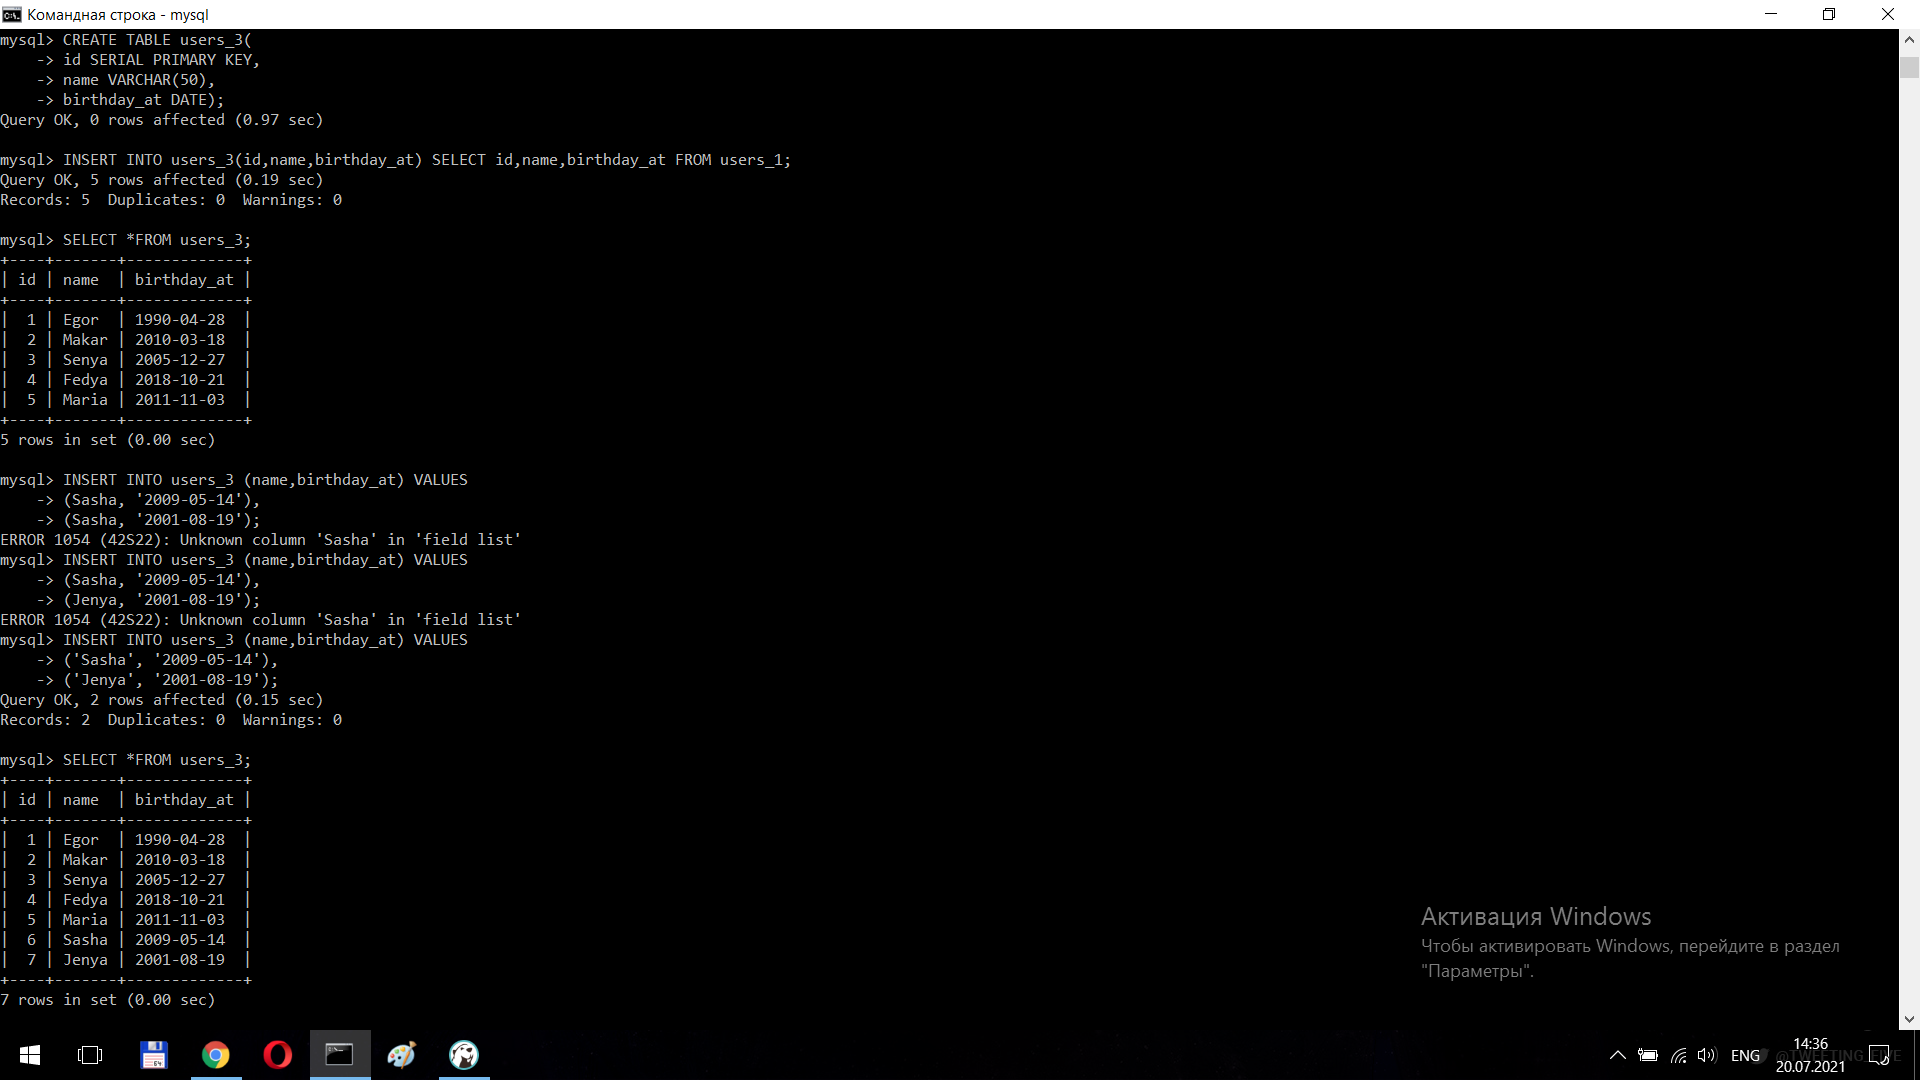 Командная строка - mysql
mysql> CREATE TABLE users_3(
    -> id SERIAL PRIMARY KEY,
    -> name VARCHAR(50),
    -> birthday_at DATE);
Query OK, 0 rows affected (0.97 sec)
mysql> INSERT INTO users_3(id,name,birthday_at) SELECT id,name,birthday_at FROM users_1;
Query OK, 5 rows affected (0.19 sec)
Records: 5  Duplicates: 0  Warnings: 0
mysql> SELECT *FROM users_3;
+----+-------+-------------+
| id | name  | birthday_at |
+----+-------+-------------+
|  1 | Egor  | 1990-04-28  |
|  2 | Makar | 2010-03-18  |
|  3 | Senya | 2005-12-27  |
|  4 | Fedya | 2018-10-21  |
|  5 | Maria | 2011-11-03  |
+----+-------+-------------+
5 rows in set (0.00 sec)
mysql> INSERT INTO users_3 (name,birthday_at) VALUES
    -> (Sasha, '2009-05-14'),
    -> (Sasha, '2001-08-19');
ERROR 1054 (42S22): Unknown column 'Sasha' in 'field list'
mysql> INSERT INTO users_3 (name,birthday_at) VALUES
    -> (Sasha, '2009-05-14'),
    -> (Jenya, '2001-08-19');
ERROR 1054 (42S22): Unknown column 'Sasha' in 'field list'
mysql> INSERT INTO users_3 (name,birthday_at) VALUES
    -> ('Sasha', '2009-05-14'),
    -> ('Jenya', '2001-08-19');
Query OK, 2 rows affected (0.15 sec)
Records: 2  Duplicates: 0  Warnings: 0
mysql> SELECT *FROM users_3;
+----+-------+-------------+
| id | name  | birthday_at |
+----+-------+-------------+
|  1 | Egor  | 1990-04-28  |
|  2 | Makar | 2010-03-18  |
|  3 | Senya | 2005-12-27  |
|  4 | Fedya | 2018-10-21  |
|  5 | Maria | 2011-11-03  |
|  6 | Sasha | 2009-05-14  |
|  7 | Jenya | 2001-08-19  |
+----+-------+-------------+
7 rows in set (0.00 sec)
Активация Windows
Чтобы активировать Windows, перейдите в раздел
"Параметры".
64
ENG
14:36
20.07.2021